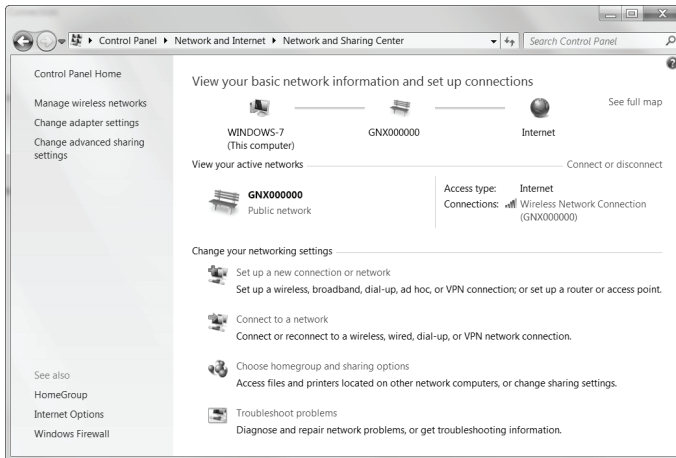 Control Panel ▸ Network and Internet ▸ Network and Sharing Center
Search Control Panel
Control Panel Home
Manage wireless networks
Change adapter settings
Change advanced sharing
settings
See also
HomeGroup
Internet Options
Windows Firewall
View your basic network information and set up connections
See full map
WINDOWS-7
(This computer)
GNX000000
Internet
View your active networks
Connect or disconnect
GNX000000
Public network
Access type: Internet
Connections: Wireless Network Connection
(GNX000000)
Change your networking settings
Set up a new connection or network
Set up a wireless, broadband, dial-up, ad hoc, or VPN connection; or set up a router or access point.
Connect to a network
Connect or reconnect to a wireless, wired, dial-up, or VPN network connection.
Choose homegroup and sharing options
Access files and printers located on other network computers, or change sharing settings.
Troubleshoot problems
Diagnose and repair network problems, or get troubleshooting information.